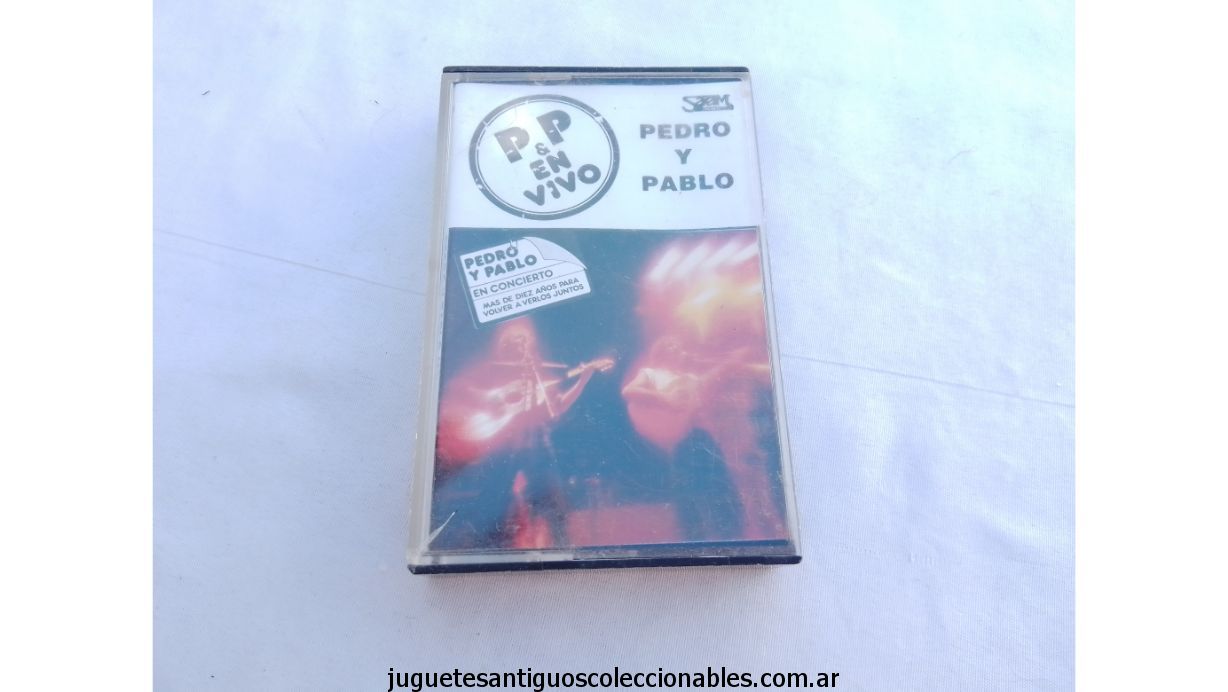 P & P
EN
VIVO
PEDRO
Y
PABLO
PEDRO
Y PABLO
EN CONCIERTO
MAS DE DIEZ AÑOS PARA
VOLVER A VERLOS JUNTOS
juguetesantiguoscoleccionables.com.ar